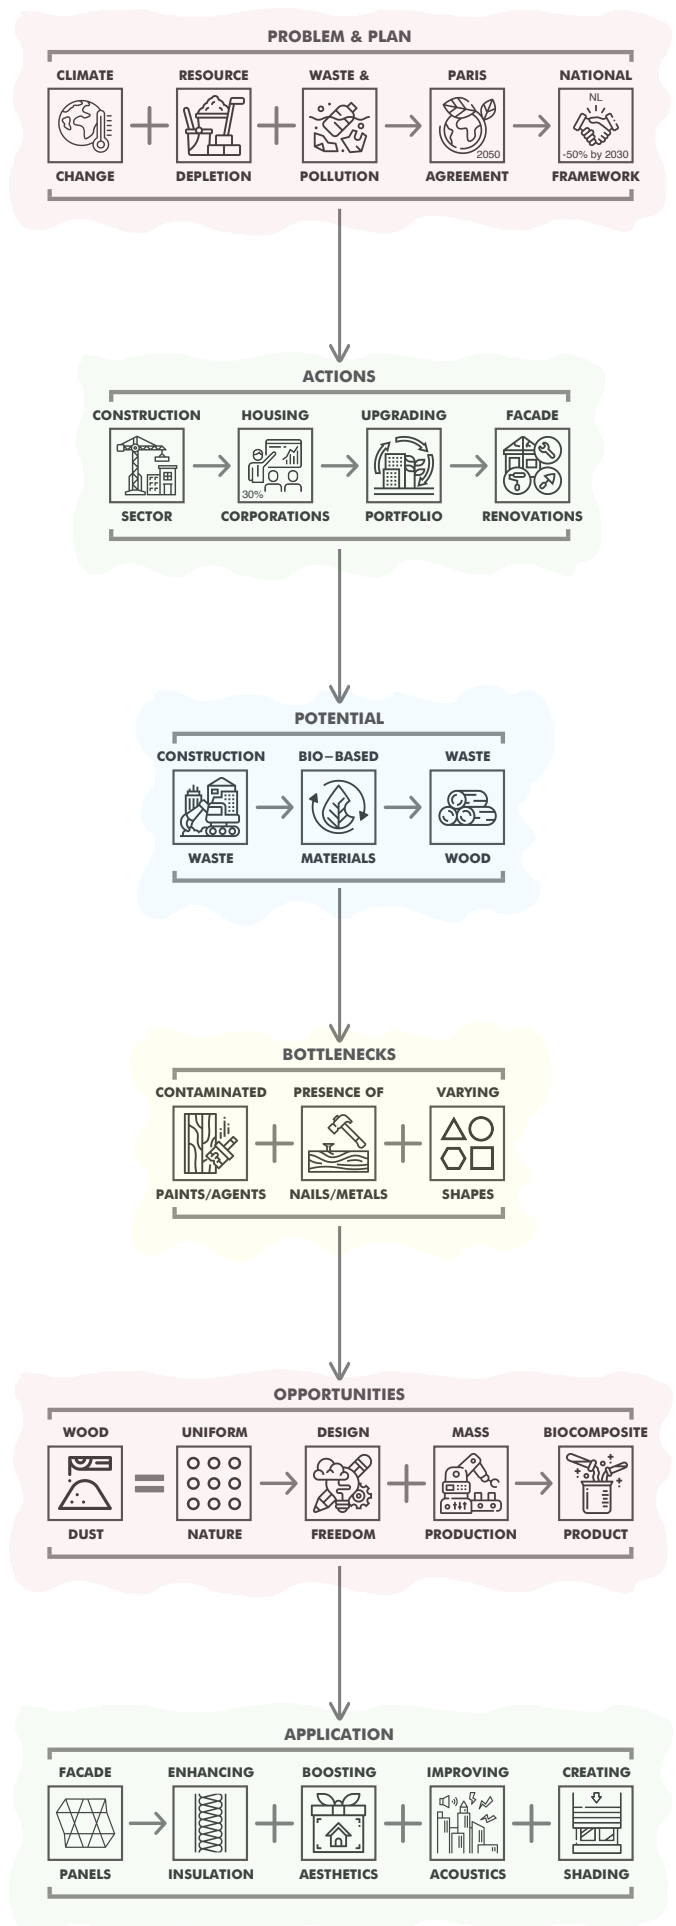 PROBLEM & PLAN
CLIMATE RESOURCE WASTE & PARIS NATIONAL
NL
2050 -50% by 2030
CHANGE DEPLETION POLLUTION AGREEMENT FRAMEWORK
ACTIONS
CONSTRUCTION HOUSING UPGRADING FACADE
30%
SECTOR CORPORATIONS PORTFOLIO RENOVATIONS
POTENTIAL
CONSTRUCTION BIO–BASED WASTE
WASTE MATERIALS WOOD
BOTTLENECKS
CONTAMINATED PRESENCE OF VARYING
PAINTS/AGENTS NAILS/METALS SHAPES
OPPORTUNITIES
WOOD UNIFORM DESIGN MASS BIOCOMPOSITE
DUST NATURE FREEDOM PRODUCTION PRODUCT
APPLICATION
FACADE ENHANCING BOOSTING IMPROVING CREATING
PANELS INSULATION AESTHETICS ACOUSTICS SHADING